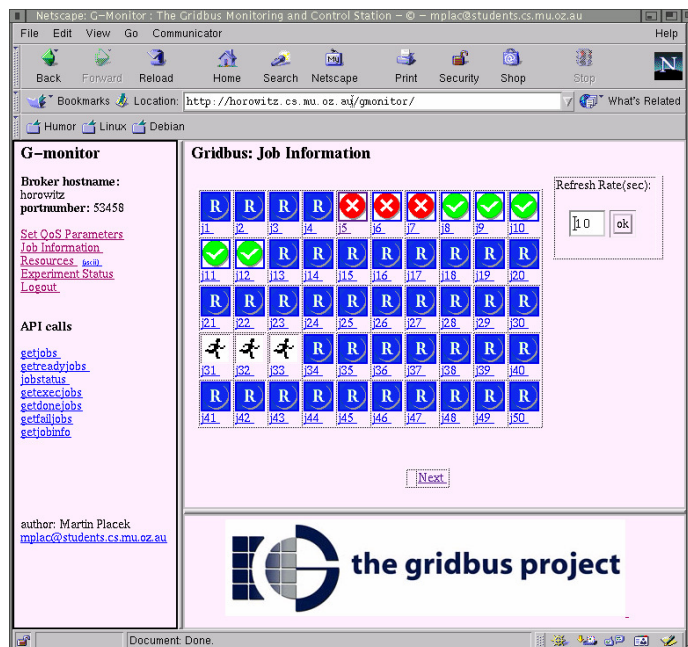 Netscape: G-Monitor : The Gridbus Monitoring and Control Station - © - mplac@students.cs.mu.oz.au
File Edit View Go Communicator Help
Back Forward Reload Home Search Netscape Print Security Shop Stop
N
Bookmarks Location: http://horowitz.cs.mu.oz.au/gmonitor/ What's Related
Humor Linux Debian
G-monitor
Broker hostname:
horowitz
portnumber: 53458
Set QoS Parameters
Job Information
Resources (ascii)
Experiment Status
Logout
API calls
getjobs
getreadyjobs
jobstatus
getexecjobs
getdonejobs
getfailjobs
getjobinfo
author: Martin Placek
mplac@students.cs.mu.oz.au
Gridbus: Job Information
R R R R
j1 j2 j3 j4 j5 j6 j7 j8 j9 j10
R R R R R R R R
j11 j12 j13 j14 j15 j16 j17 j18 j19 j20
R R R R R R R R R R
j21 j22 j23 j24 j25 j26 j27 j28 j29 j30
R R R R R R R
j31 j32 j33 j34 j35 j36 j37 j38 j39 j40
R R R R R R R R R R
j41 j42 j43 j44 j45 j46 j47 j48 j49 j50
Next
Refresh Rate(sec):
10 ok
the gridbus project
Document: Done.